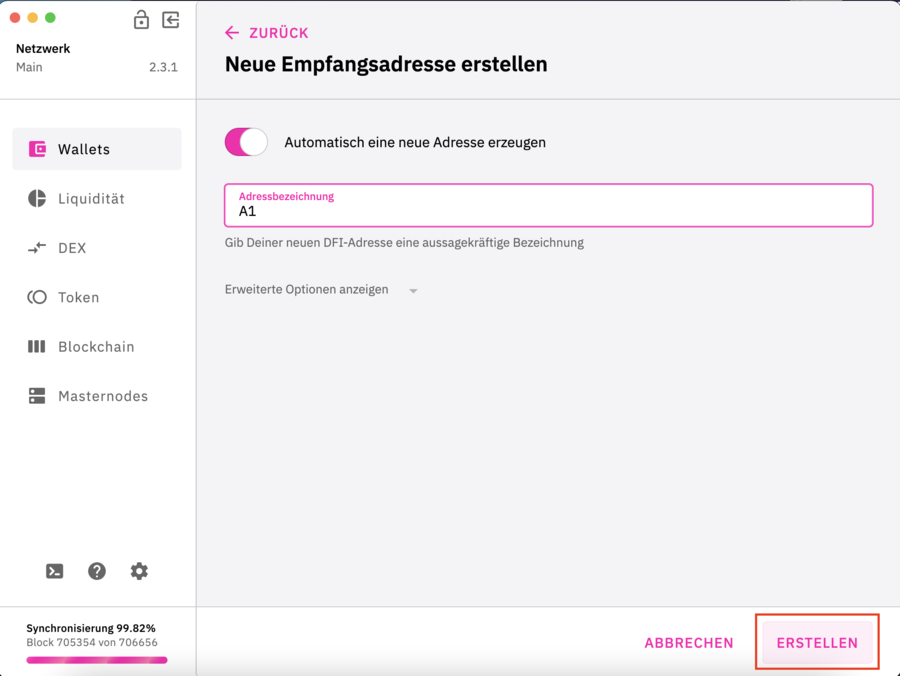 Netzwerk
Main 2.3.1
Wallets
Liquidität
DEX
Token
Blockchain
Masternodes
Synchronisierung 99.82%
Block 705354 von 706656
ZURÜCK
Neue Empfangsadresse erstellen
Automatisch eine neue Adresse erzeugen
Adressbezeichnung
A1
Gib Deiner neuen DFI-Adresse eine aussagekräftige Bezeichnung
Erweiterte Optionen anzeigen
ABBRECHEN
ERSTELLEN